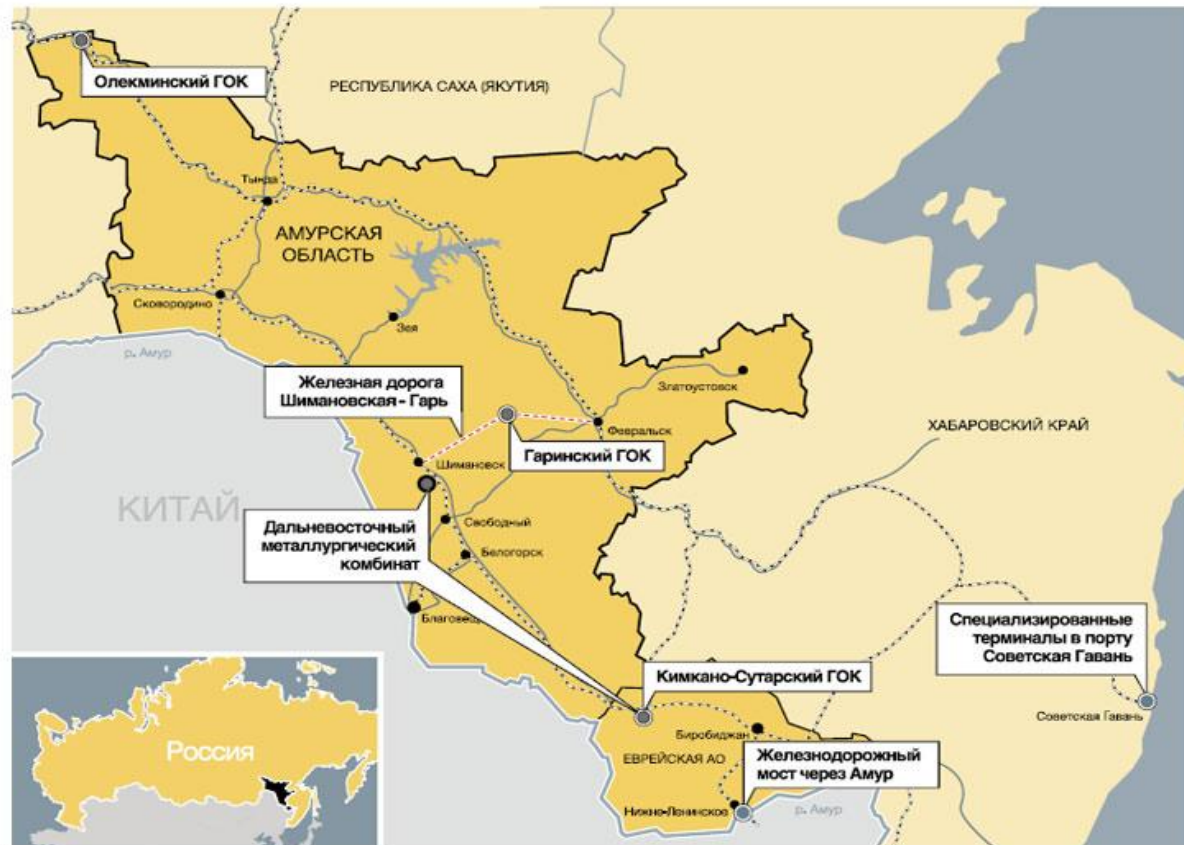 Олекминский ГОК
РЕСПУБЛИКА САХА (ЯКУТИЯ)
Тында
АМУРСКАЯ
ОБЛАСТЬ
Сковородино
Зея
р. Амур
Железная дорога
Шимановская - Гарь
Златоустовск
Февральск
ХАБАРОВСКИЙ КРАЙ
Гаринский ГОК
Шимановск
КИТАЙ
Свободный
Дальневосточный
металлургический
комбинат
Белогорск
Благовещ
Специализированные
терминалы в порту
Советская Гавань
Кимкано-Сутарский ГОК
Советская Гавань
Биробиджан
Россия
ЕВРЕЙСКАЯ АО
Железнодорожный
мост через Амур
Нижне-Ленинское
р. Амур